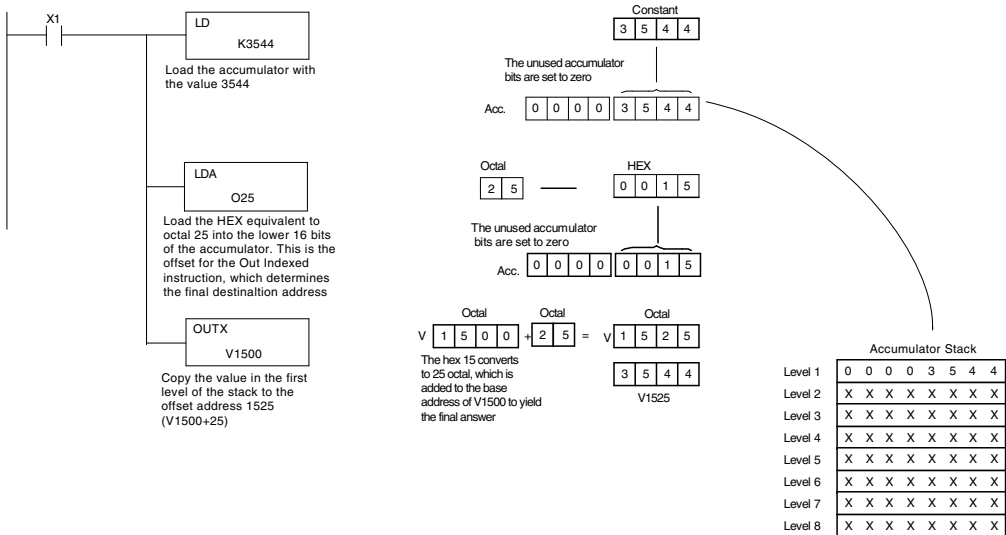 X1
LD
K3544
Load the accumulator with
the value 3544
LDA
O25
Load the HEX equivalent to
octal 25 into the lower 16 bits
of the accumulator. This is the
offset for the Out Indexed
instruction, which determines
the final destinaltion address
OUTX
V1500
Copy the value in the first
level of the stack to the
offset address 1525
(V1500+25)
Constant
3 5 4 4
The unused accumulator
bits are set to zero
Acc. 0 0 0 0 3 5 4 4
Octal HEX
2 5 0 0 1 5
The unused accumulator
bits are set to zero
Acc. 0 0 0 0 0 0 1 5
Octal Octal Octal
V 1 5 0 0 + 2 5 = V 1 5 2 5
The hex 15 converts
to 25 octal, which is
added to the base
address of V1500 to yield
the final answer
3 5 4 4
V1525
Accumulator Stack
Level 1 0 0 0 0 3 5 4 4
Level 2 X X X X X X X X
Level 3 X X X X X X X X
Level 4 X X X X X X X X
Level 5 X X X X X X X X
Level 6 X X X X X X X X
Level 7 X X X X X X X X
Level 8 X X X X X X X X